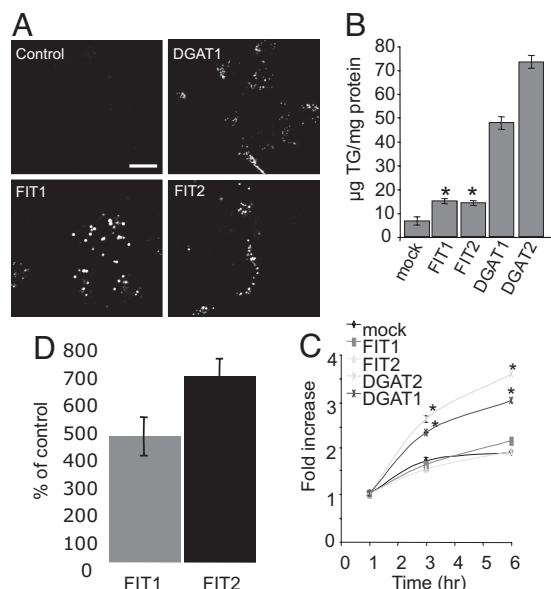 A
Control
DGAT1
FIT1
FIT2
B
µg TG/mg protein
80
70
60
50
40
30
20
10
0
* *
mock
FIT1
FIT2
DGAT1
DGAT2
D
% of control
800
700
600
500
400
300
200
100
0
FIT1
FIT2
C
mock
FIT1
FIT2
DGAT2
DGAT1
Fold increase
4
3
2
1
0
*
*
*
*
0 1 2 3 4 5 6
Time (hr)